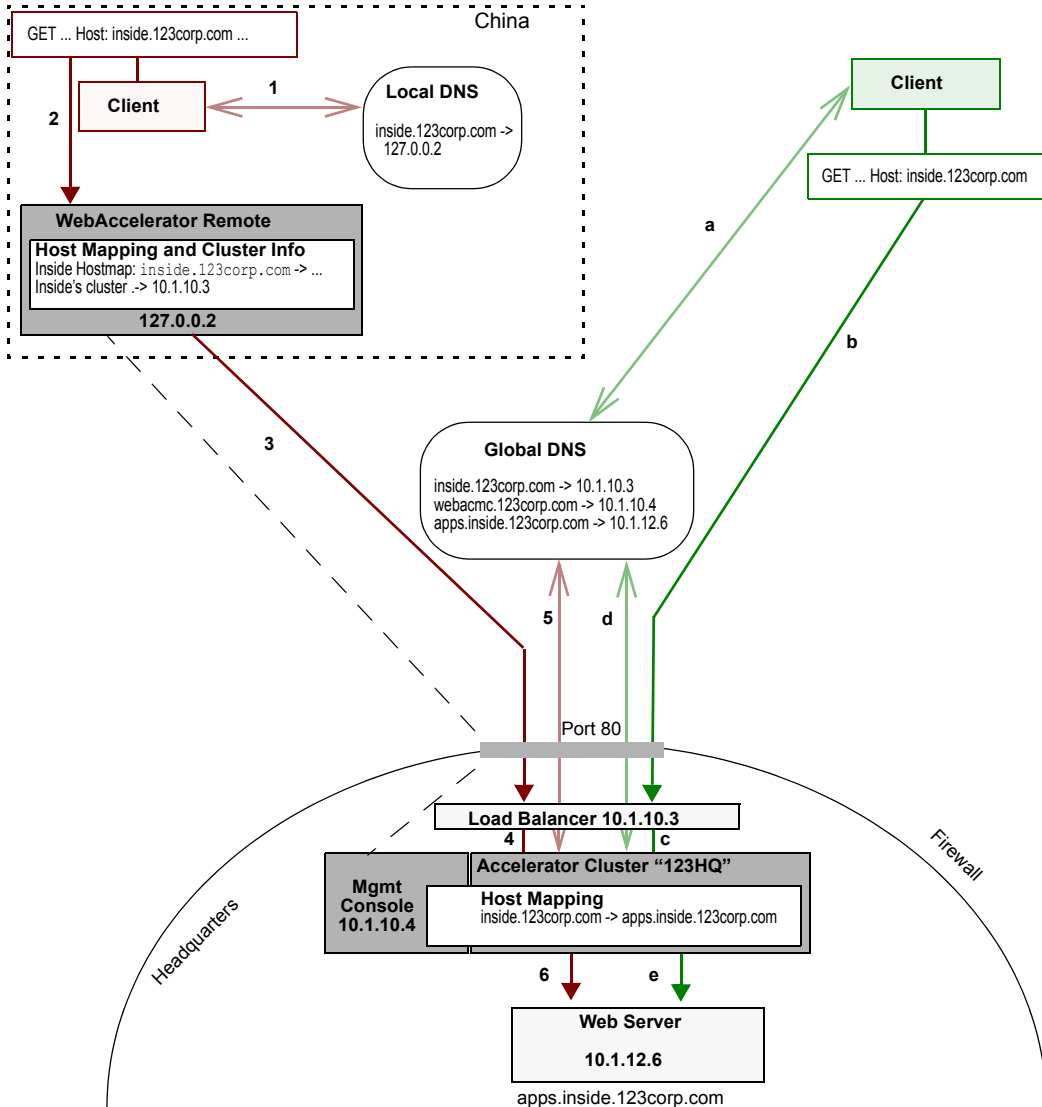 China
GET ... Host: inside.123corp.com ...
Client
1
2
Local DNS
inside.123corp.com ->
127.0.0.2
Client
GET ... Host: inside.123corp.com
WebAccelerator Remote
Host Mapping and Cluster Info
Inside Hostmap: inside.123corp.com -> ...
Inside's cluster .-> 10.1.10.3
127.0.0.2
a
b
3
Global DNS
inside.123corp.com -> 10.1.10.3
webacmc.123corp.com -> 10.1.10.4
apps.inside.123corp.com -> 10.1.12.6
5
d
Port 80
Load Balancer 10.1.10.3
4
c
Firewall
Headquarters
Mgmt
Console
10.1.10.4
Accelerator Cluster “123HQ”
Host Mapping
inside.123corp.com -> apps.inside.123corp.com
6
e
Web Server
10.1.12.6
apps.inside.123corp.com